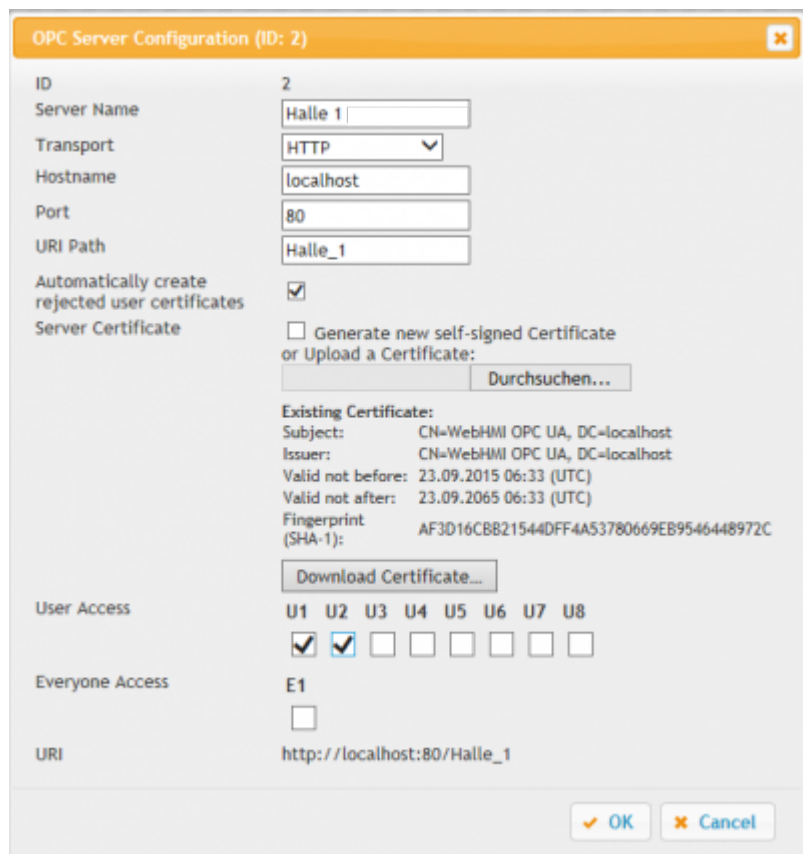 OPC Server Configuration (ID: 2)
ID 2
Server Name Halle 1
Transport HTTP
Hostname localhost
Port 80
URI Path Halle_1
Automatically create
rejected user certificates
Server Certificate Generate new self-signed Certificate
or Upload a Certificate:
Durchsuchen...
Existing Certificate:
Subject: CN=WebHMI OPC UA, DC=localhost
Issuer: CN=WebHMI OPC UA, DC=localhost
Valid not before: 23.09.2015 06:33 (UTC)
Valid not after: 23.09.2065 06:33 (UTC)
Fingerprint
(SHA-1): AF3D16CBB21544DFF4A53780669EB9546448972C
Download Certificate...
User Access U1 U2 U3 U4 U5 U6 U7 U8
Everyone Access E1
URI http://localhost:80/Halle_1
OK Cancel